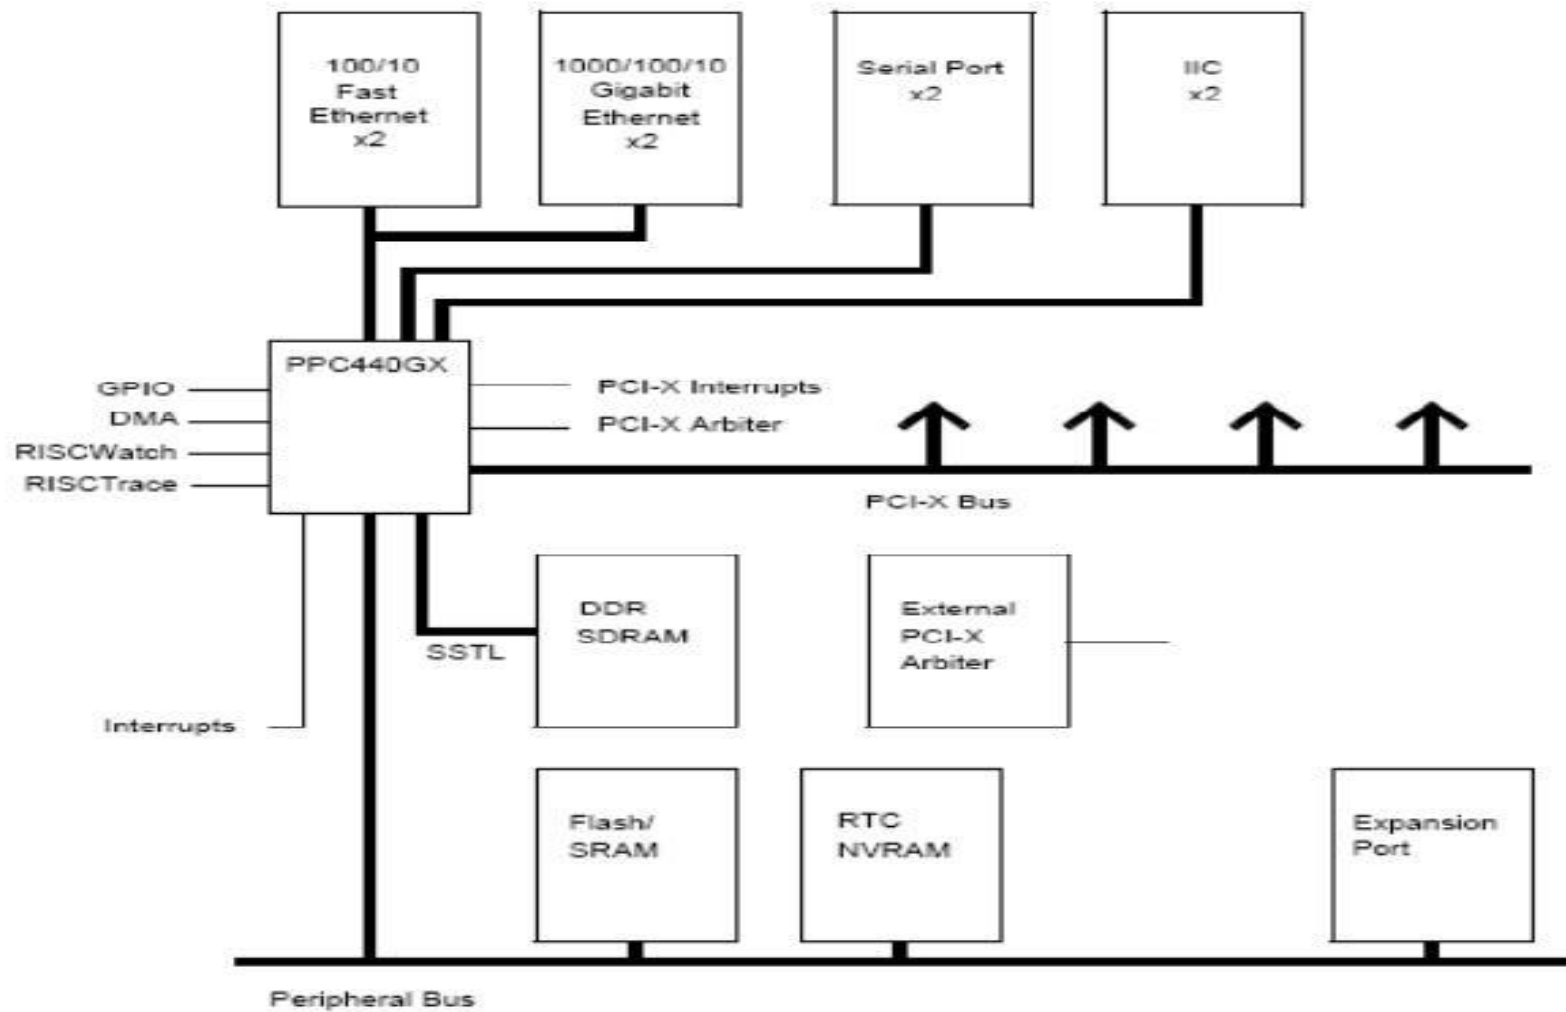 100/10
Fast
Ethernet
x2
1000/100/10
Gigabit
Ethernet
x2
Serial Port
x2
IIC
x2
PPC440GX
GPIO
DMA
RISCWatch
RISCTrace
PCI-X Interrupts
PCI-X Arbiter
PCI-X Bus
DDR
SDRAM
SSTL
External
PCI-X
Arbiter
Interrupts
Flash/
SRAM
RTC
NVRAM
Expansion
Port
Peripheral Bus